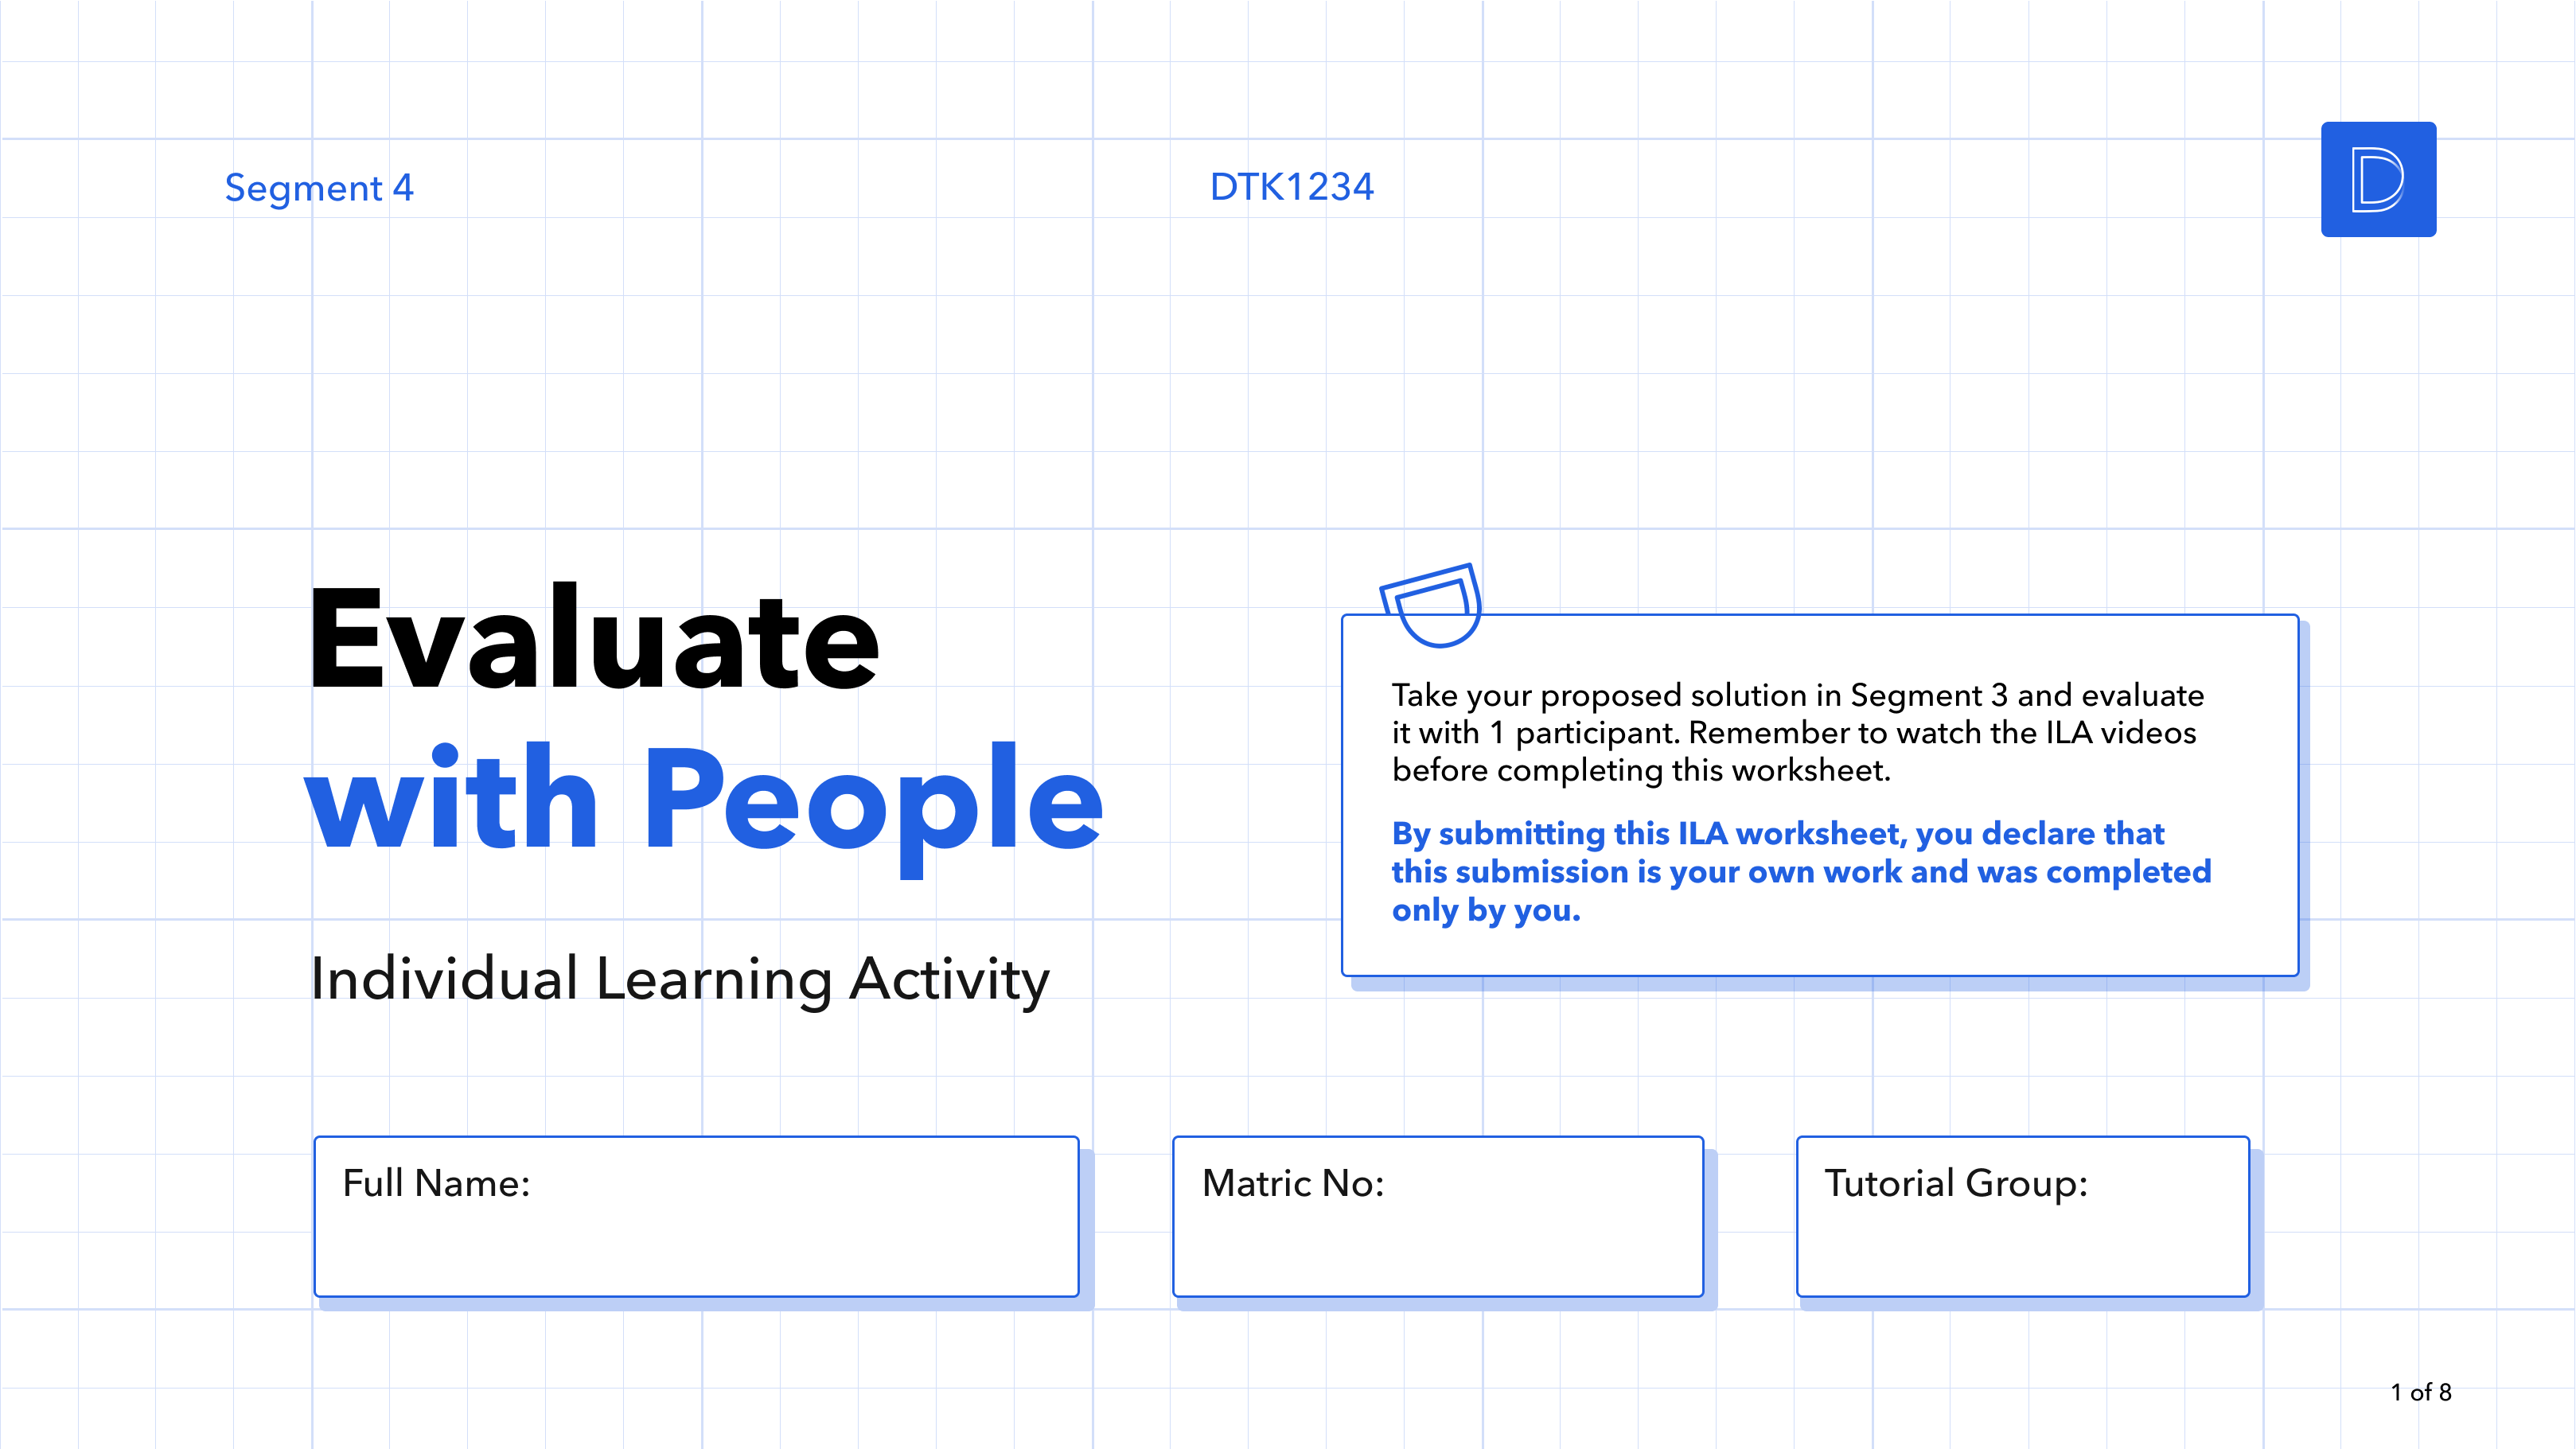 Segment 4
DTK1234
D
Evaluate
with People
Individual Learning Activity
Take your proposed solution in Segment 3 and evaluate
it with 1 participant. Remember to watch the ILA videos
before completing this worksheet.
By submitting this ILA worksheet, you declare that
this submission is your own work and was completed
only by you.
Full Name:
Matric No:
Tutorial Group:
1 of 8